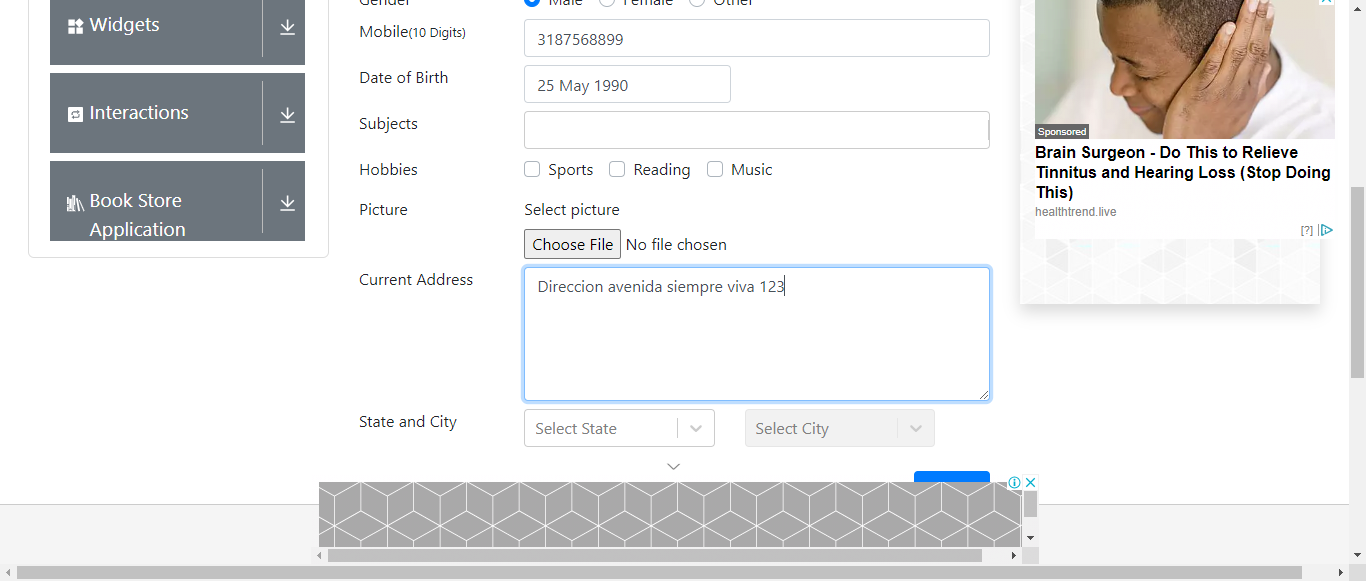 Widgets
Interactions
Book Store
Application
Gender Male Female Other
Mobile(10 Digits) 3187568899
Date of Birth 25 May 1990
Subjects
Hobbies Sports Reading Music
Picture Select picture
Choose File No file chosen
Current Address Direccion avenida siempre viva 123
State and City Select State Select City
Sponsored
Brain Surgeon - Do This to Relieve
Tinnitus and Hearing Loss (Stop Doing
This)
healthtrend.live
[?]